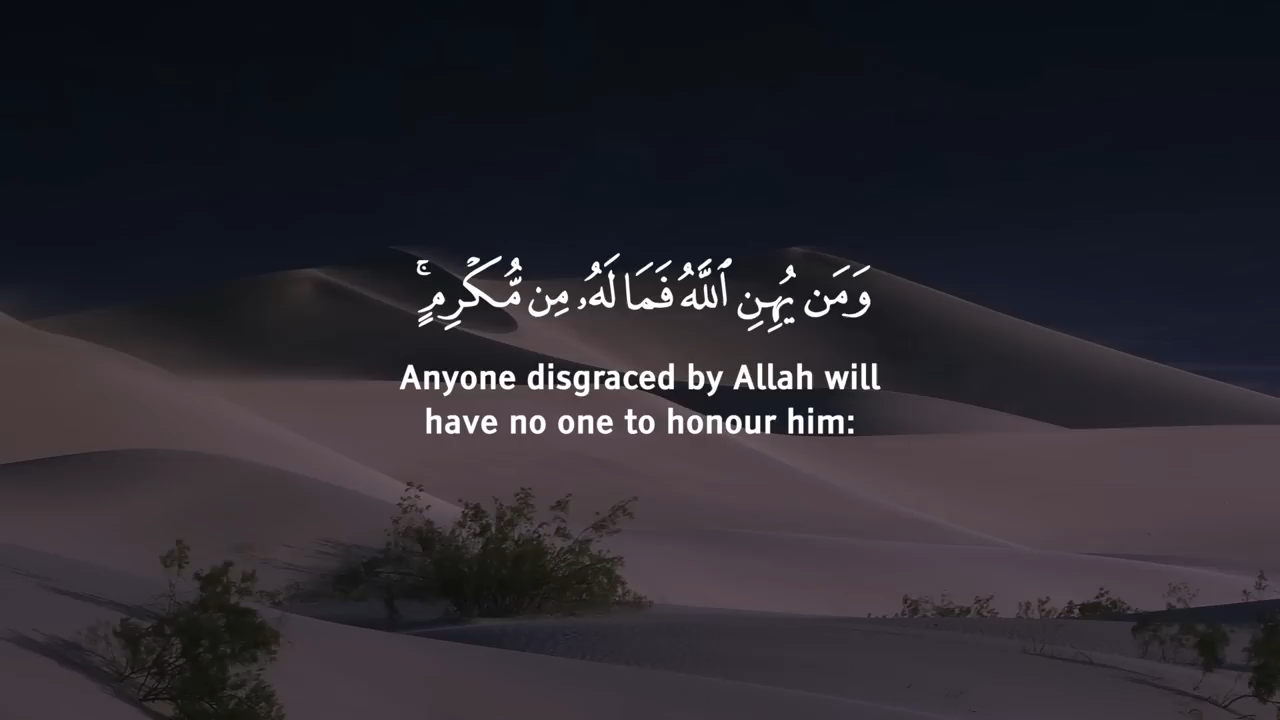 وَمَن يُهِنِ ٱللَّهُ فَمَا لَهُۥ مِن مُّكْرِمٍ ۚ
Anyone disgraced by Allah will
have no one to honour him: